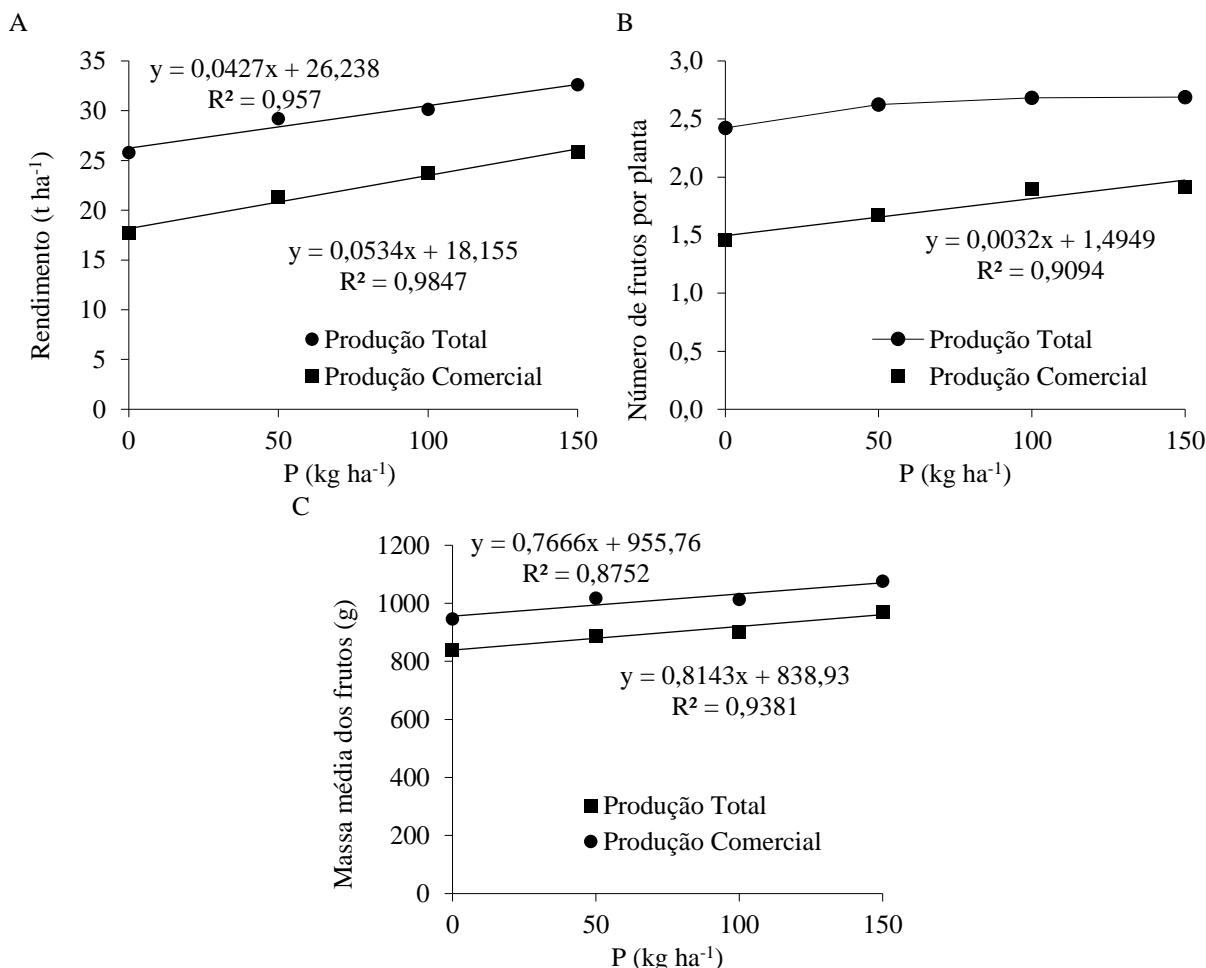 A
Rendimento (t ha⁻¹)
35
30
25
20
15
10
5
0
y = 0,0427x + 26,238
R² = 0,957
y = 0,0534x + 18,155
R² = 0,9847
Produção Total
Produção Comercial
0 50 100 150
P (kg ha⁻¹)
B
Número de frutos por planta
3,0
2,5
2,0
1,5
1,0
0,5
0,0
y = 0,0032x + 1,4949
R² = 0,9094
Produção Total
Produção Comercial
0 50 100 150
P (kg ha⁻¹)
C
Massa média dos frutos (g)
1200
1000
800
600
400
200
0
y = 0,7666x + 955,76
R² = 0,8752
y = 0,8143x + 838,93
R² = 0,9381
Produção Total
Produção Comercial
0 50 100 150
P (kg ha⁻¹)